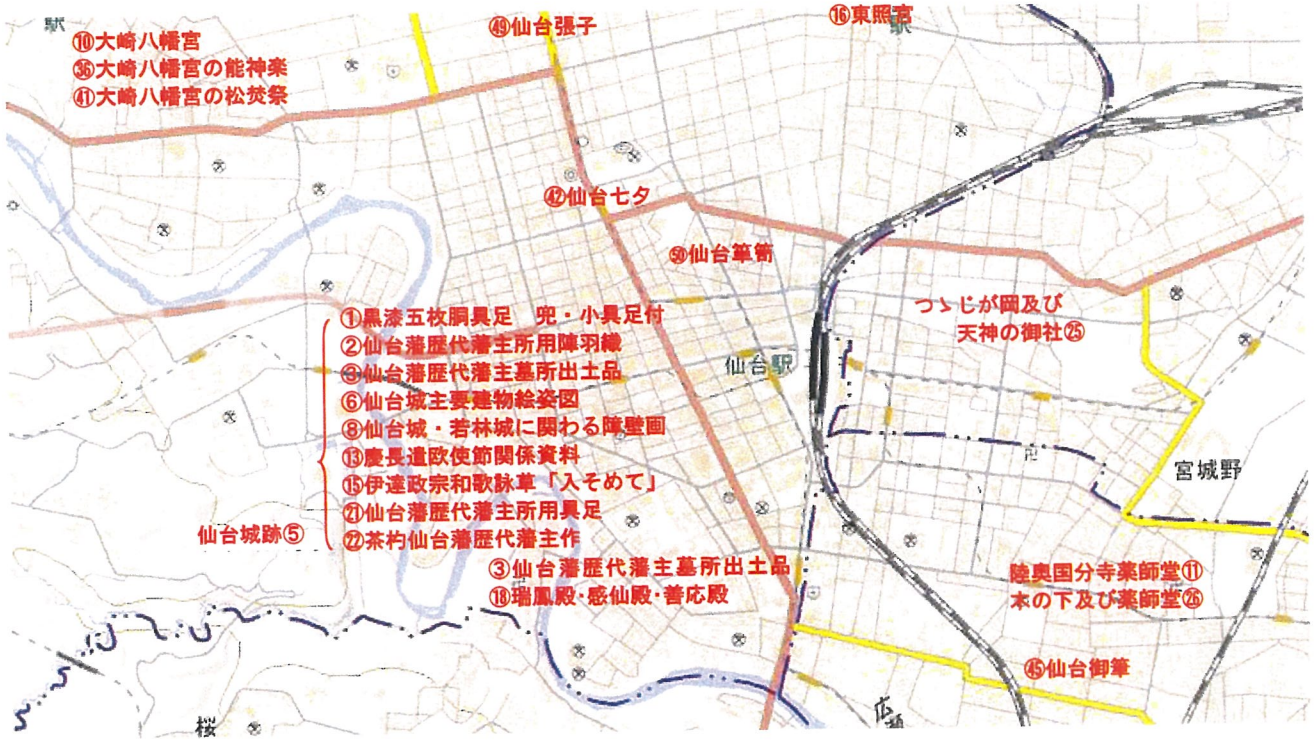 駅
⑩大崎八幡宮
㊱大崎八幡宮の能神楽
㊶大崎八幡宮の松焚祭
㊾仙台張子
⑯東照宮
駅
㊷仙台七夕
㊿仙台箪笥
つゝじが岡及び
天神の御社㉕
①黒漆五枚胴具足　兜・小具足付
②仙台藩歴代藩主所用陣羽織
③仙台藩歴代藩主墓所出土品
⑥仙台城主要建物絵姿図
⑧仙台城・若林城に関わる障壁画
⑬慶長遣欧使節関係資料
⑮伊達政宗和歌詠草「入そめて」
㉑仙台藩歴代藩主所用具足
㉒茶杓仙台藩歴代藩主作
仙台城跡⑤
仙台駅
宮城野
③仙台藩歴代藩主墓所出土品
⑱瑞鳳殿・感仙殿・善応殿
陸奥国分寺薬師堂⑪
木の下及び薬師堂㉖
㊺仙台御筆
桜
広瀬